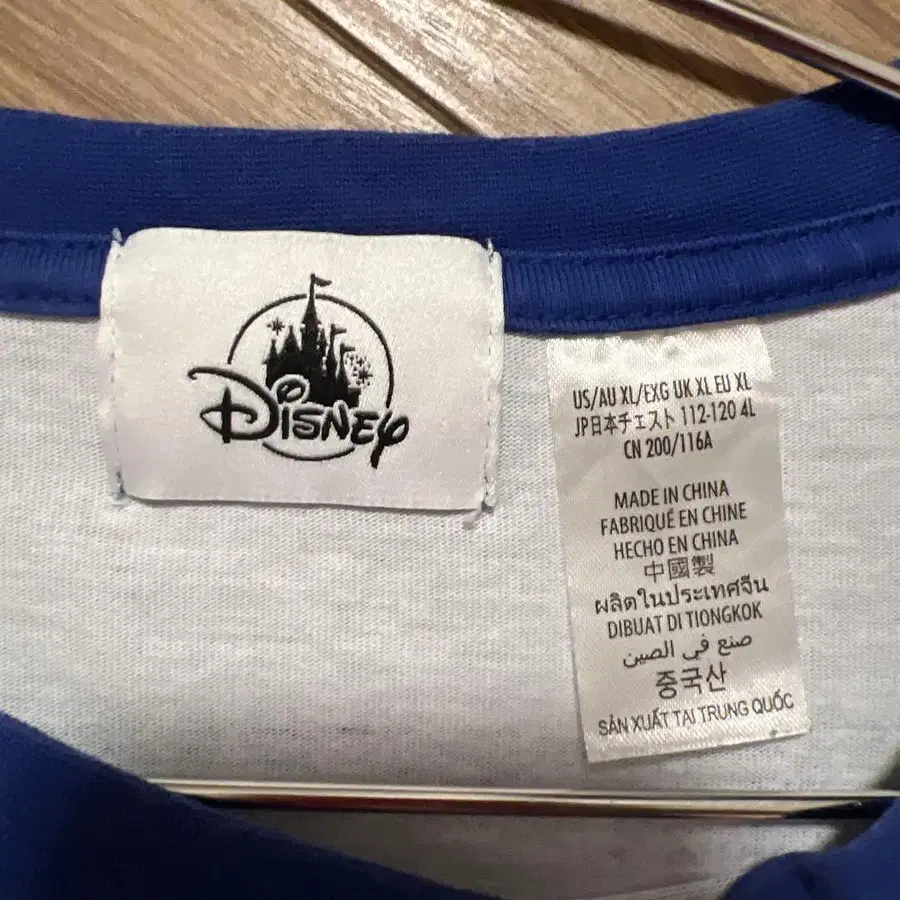 Disney
US/AU XL/EXG UK XL EU XL
JP日本チェスト 112-120 4L
CN 200/116A
MADE IN CHINA
FABRIQUÉ EN CHINE
HECHO EN CHINA
中國製
ผลิตในประเทศจีน
DIBUAT DI TIONGKOK
صنع في الصين
중국산
SẢN XUẤT TẠI TRUNG QUỐC